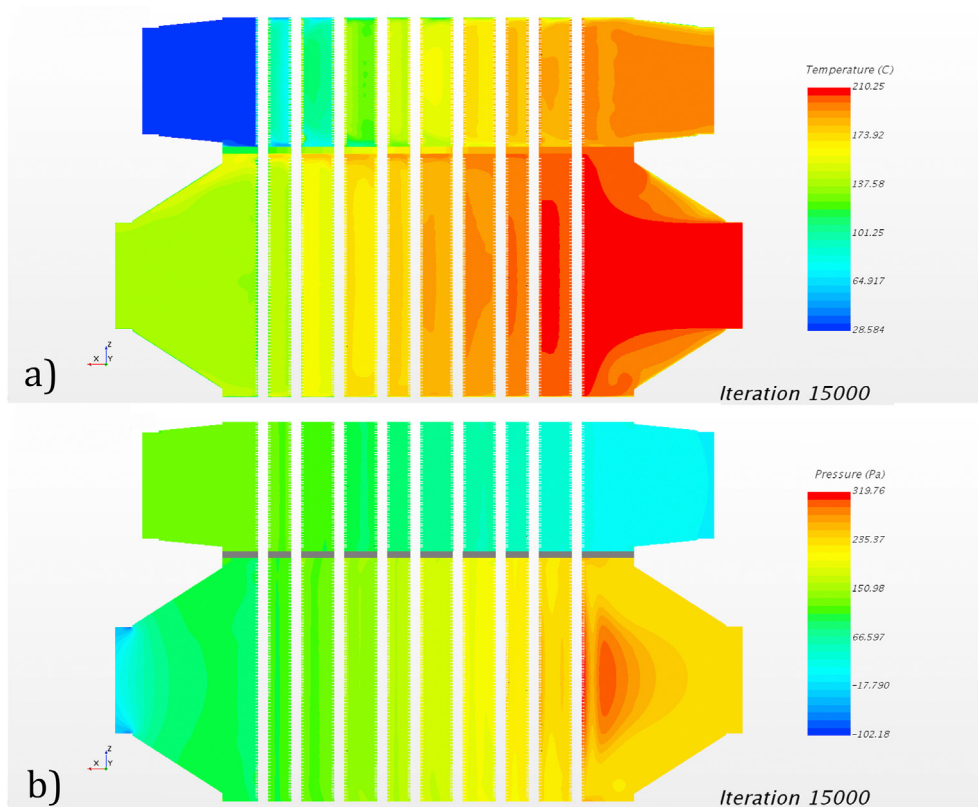 Temperature (C)
210.25
173.92
137.58
101.25
64.917
28.584
Z
X
Y
a)
Iteration 15000
Pressure (Pa)
319.76
235.37
150.98
66.597
-17.790
-102.18
Z
X
Y
b)
Iteration 15000